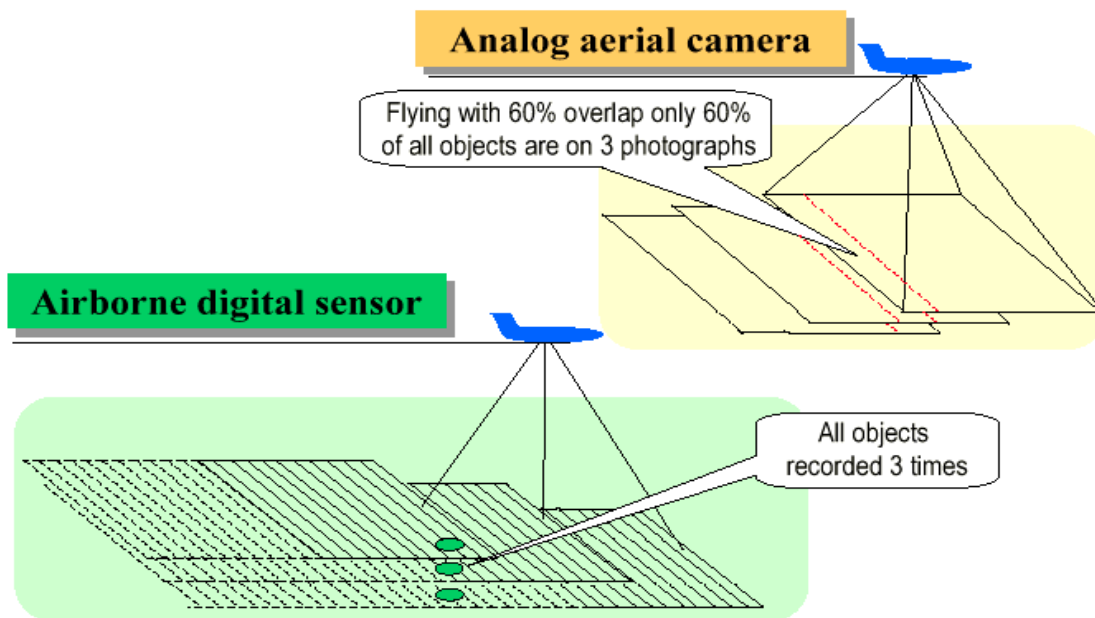 Analog aerial camera
Flying with 60% overlap only 60%
of all objects are on 3 photographs
Airborne digital sensor
All objects
recorded 3 times